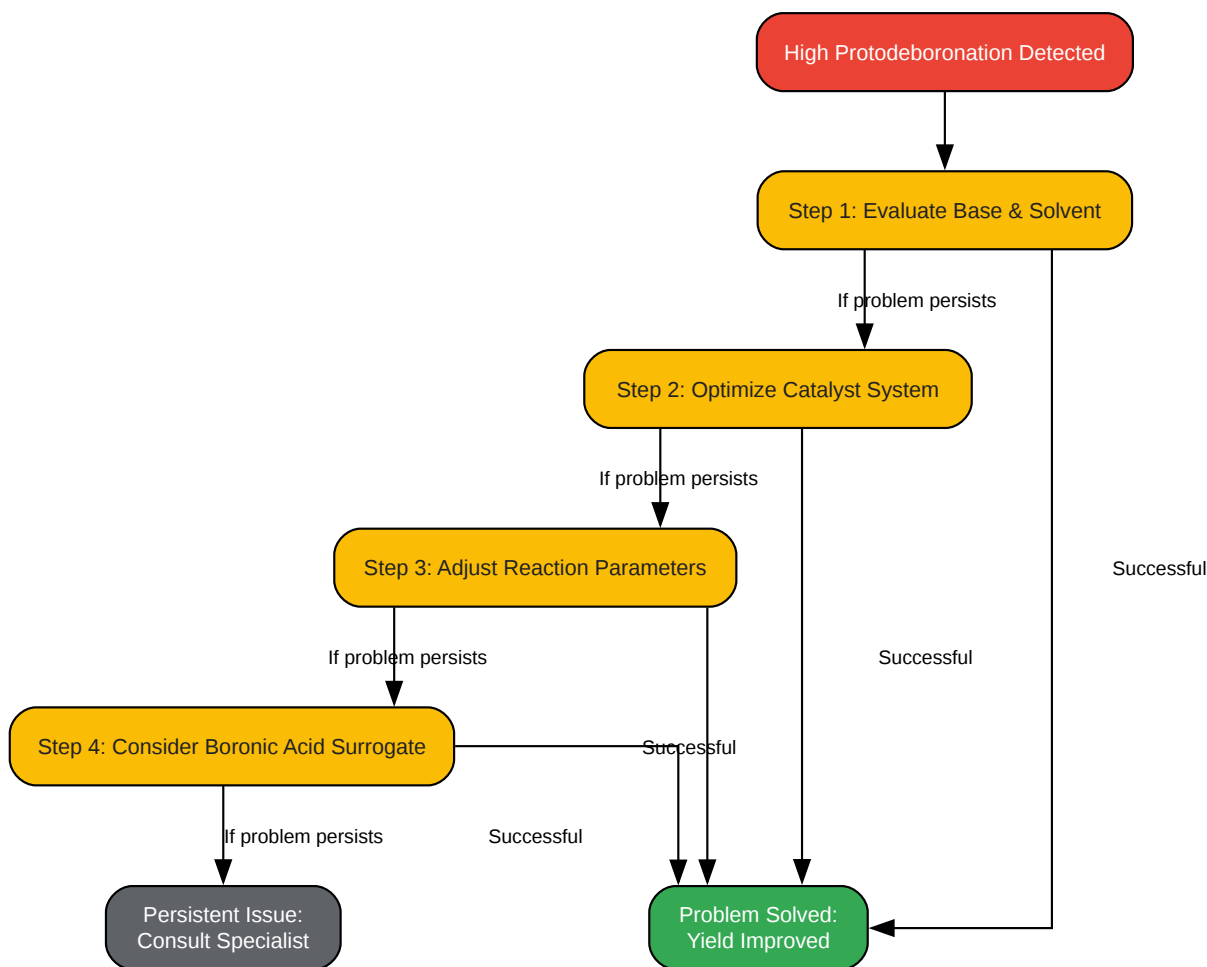 High Protodeboronation Detected
Step 1: Evaluate Base & Solvent
If problem persists
Step 2: Optimize Catalyst System
If problem persists
Step 3: Adjust Reaction Parameters
Successful
If problem persists
Successful
Step 4: Consider Boronic Acid Surrogate
Successful
If problem persists
Successful
Persistent Issue:
Consult Specialist
Problem Solved:
Yield Improved